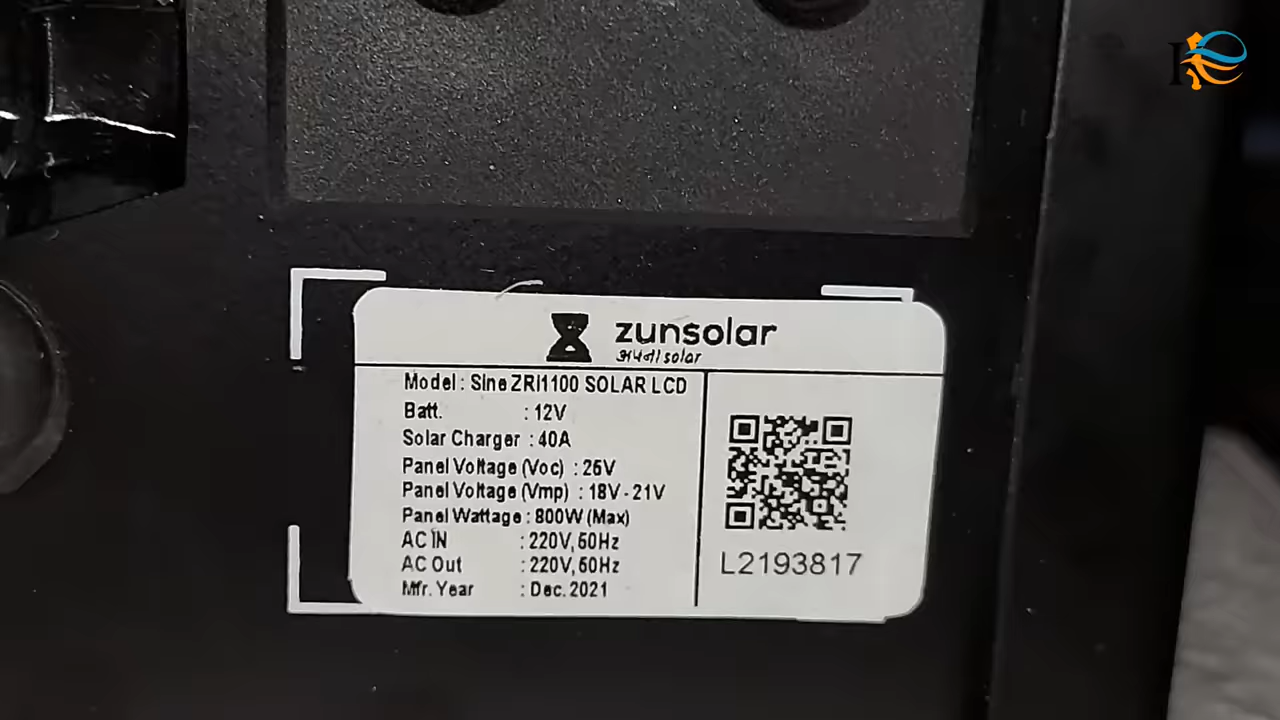 zunsolar
अपना solar
Model : Sine ZRI1100 SOLAR LCD
Batt. : 12V
Solar Charger : 40A
Panel Voltage (Voc) : 25V
Panel Voltage (Vmp) : 18V - 21V
Panel Wattage : 800W (Max)
AC IN : 220V, 50Hz
AC Out : 220V, 50Hz
Mfr. Year : Dec. 2021
L2193817